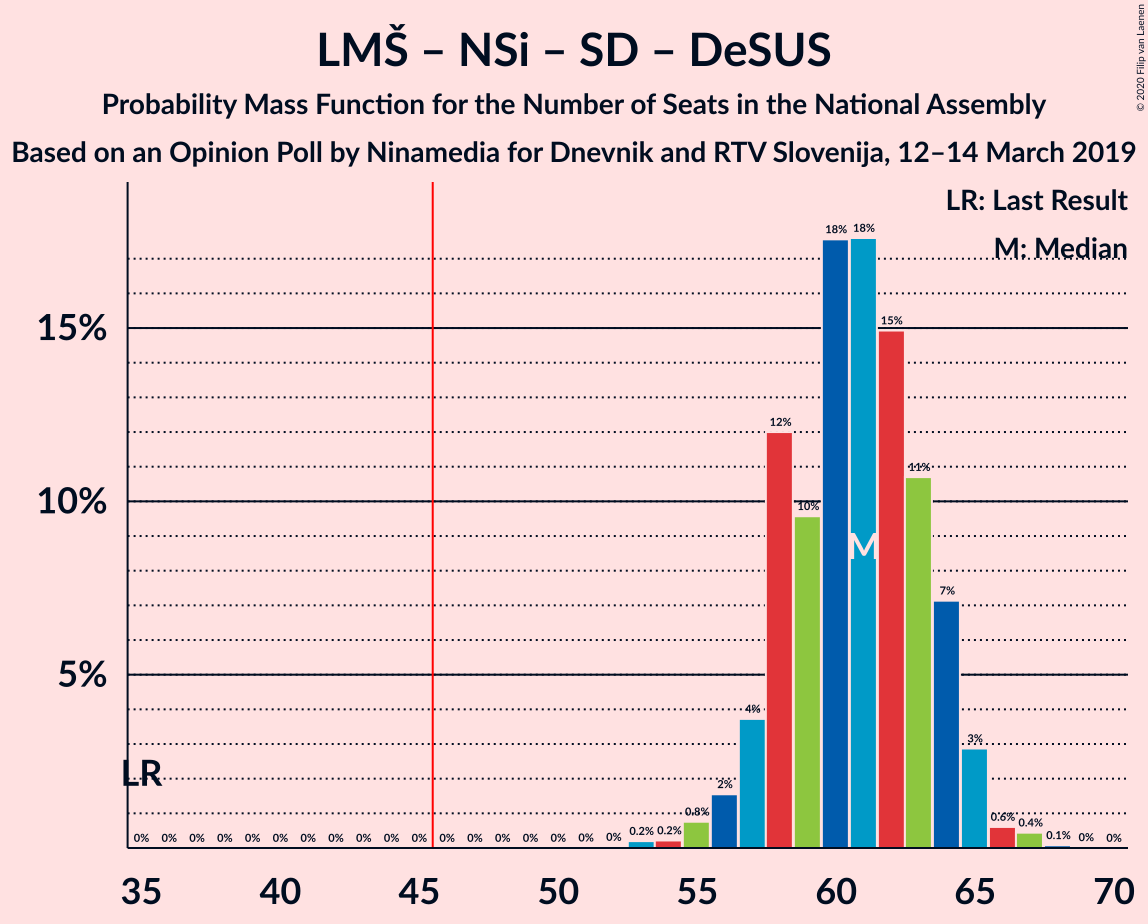 LMŠ – NSi – SD – DeSUS
Probability Mass Function for the Number of Seats in the National Assembly
Based on an Opinion Poll by Ninamedia for Dnevnik and RTV Slovenija, 12–14 March 2019
© 2020 Filip van Laenen
LR: Last Result
M: Median
15%
10%
5%
LR
M
0% 0% 0% 0% 0% 0% 0% 0% 0% 0% 0% 0% 0% 0% 0% 0% 0% 0% 0.2% 0.2% 0.8% 2% 4% 12% 10% 18% 18% 15% 11% 7% 3% 0.6% 0.4% 0.1% 0% 0%
35 40 45 50 55 60 65 70